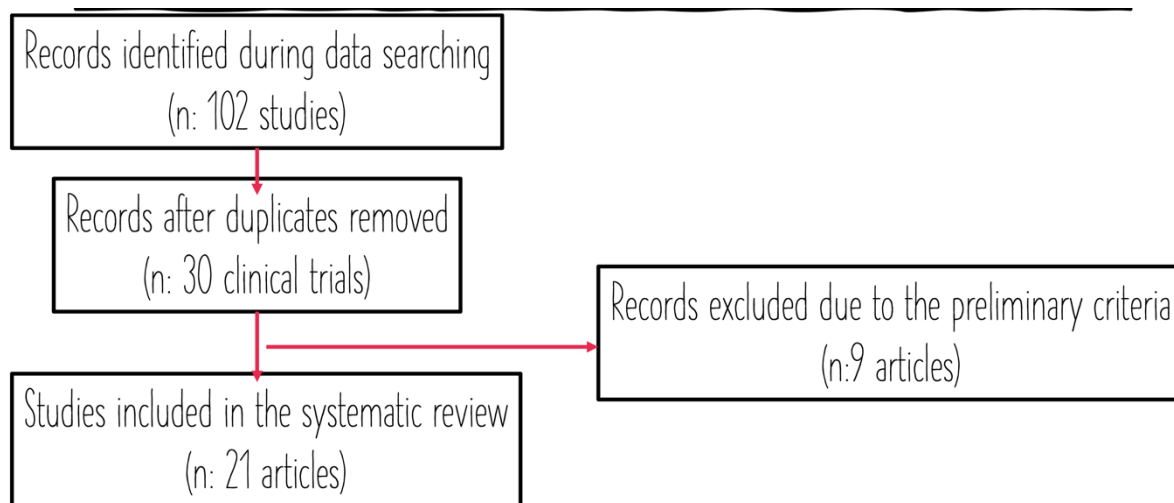 Records identified during data searching
(n: 102 studies)
Records after duplicates removed
(n: 30 clinical trials)
Records excluded due to the preliminary criteria
(n:9 articles)
Studies included in the systematic review
(n: 21 articles)